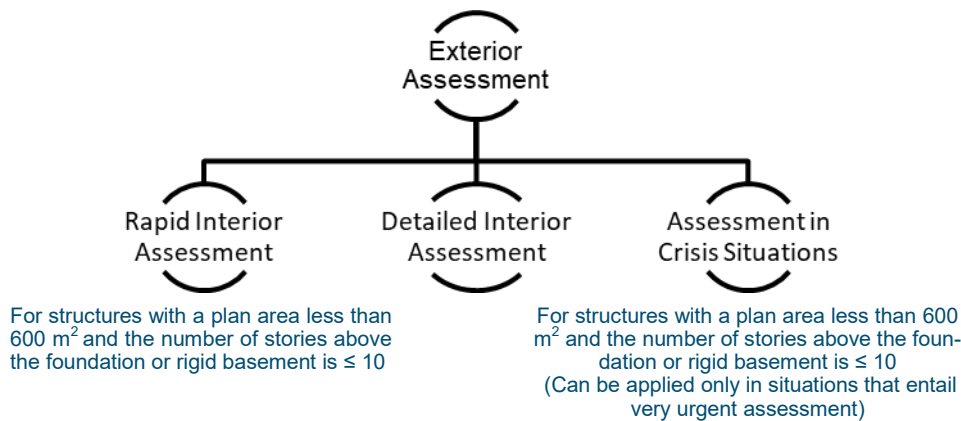 Exterior
Assessment
Rapid Interior
Assessment
Detailed Interior
Assessment
Assessment in
Crisis Situations
For structures with a plan area less than
600 m² and the number of stories above
the foundation or rigid basement is ≤ 10
For structures with a plan area less than 600
m² and the number of stories above the foun-
dation or rigid basement is ≤ 10
(Can be applied only in situations that entail
very urgent assessment)